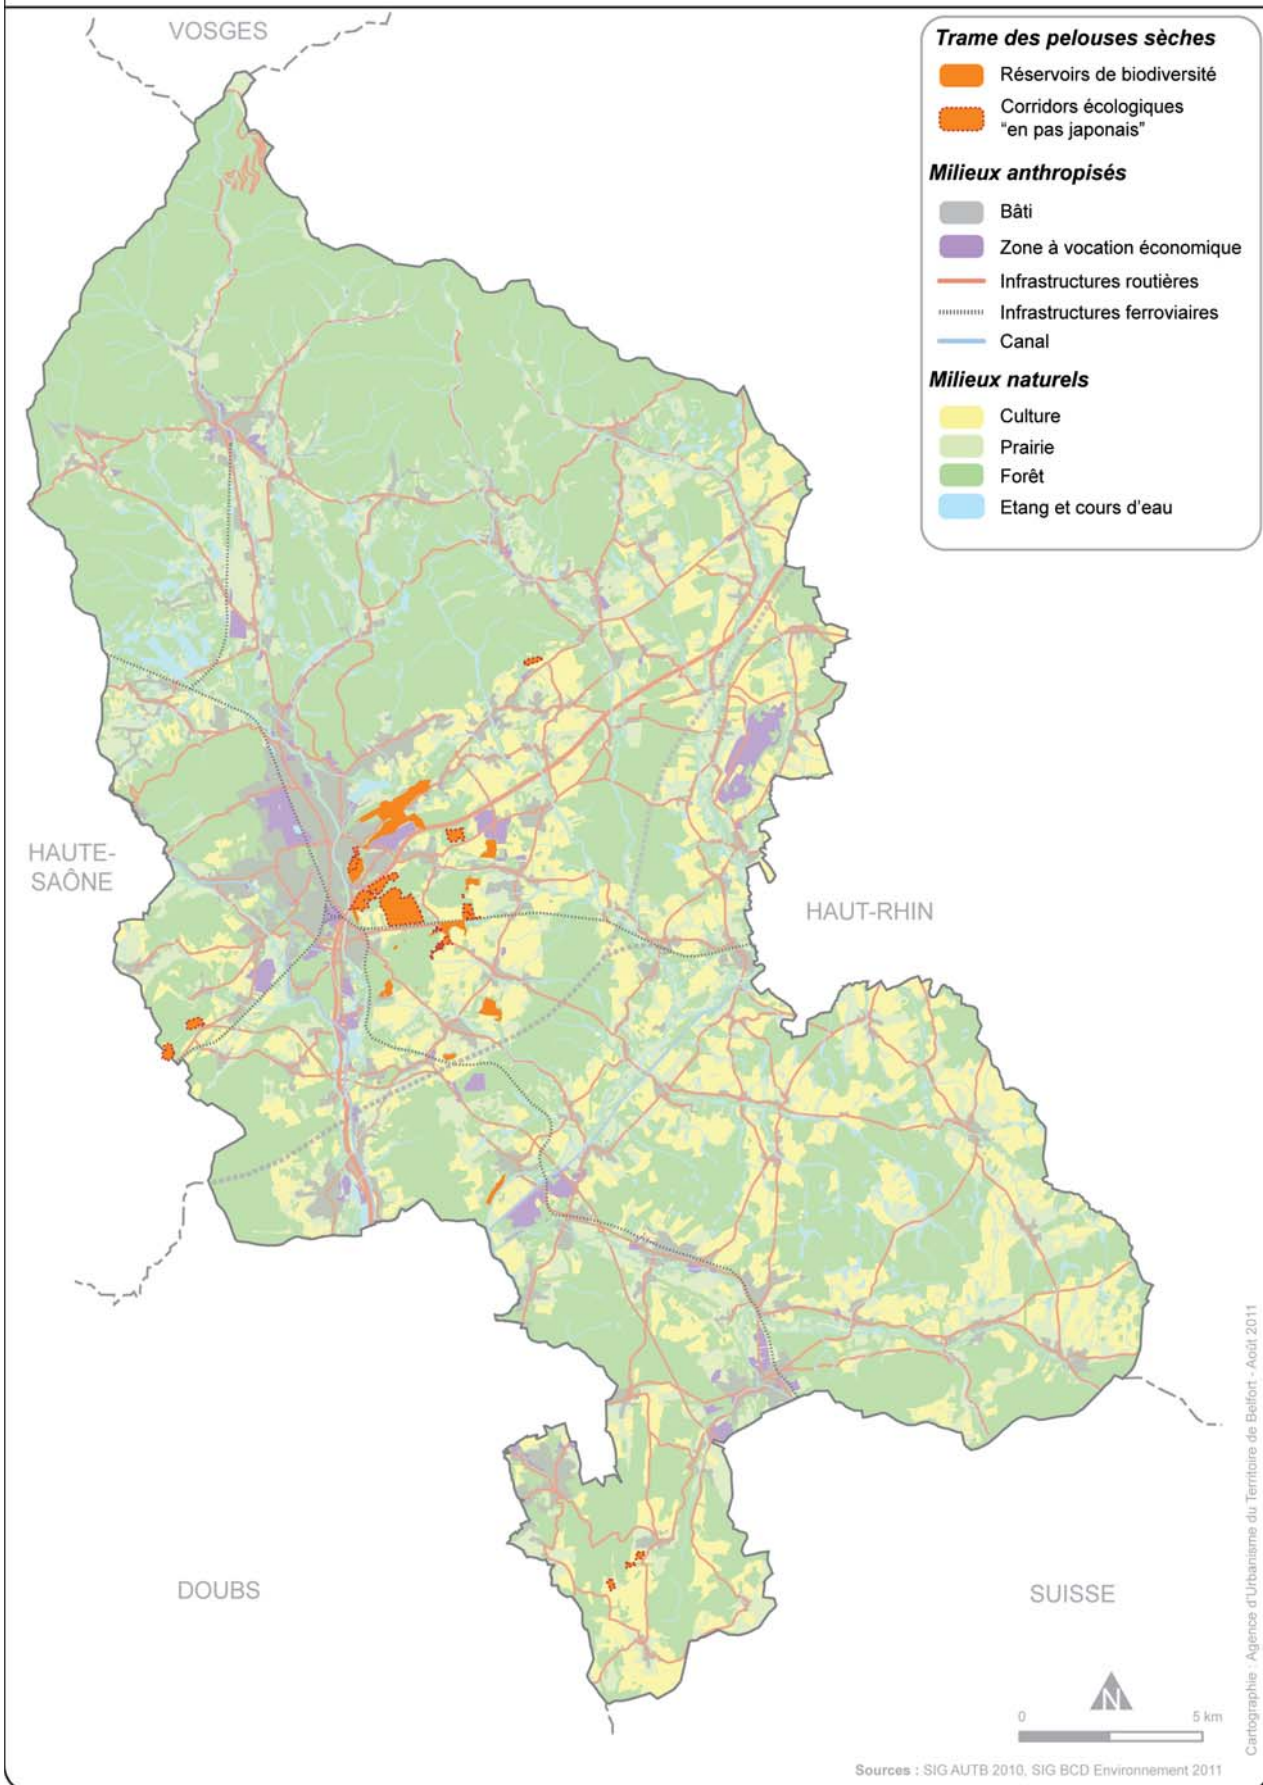 VOSGES
Trame des pelouses sèches
Réservoirs de biodiversité
Corridors écologiques
"en pas japonais"
Milieux anthropisés
Bâti
Zone à vocation économique
Infrastructures routières
Infrastructures ferroviaires
Canal
Milieux naturels
Culture
Prairie
Forêt
Etang et cours d'eau
HAUTE-
SAÔNE
HAUT-RHIN
DOUBS
SUISSE
N
0 5 km
Sources : SIG AUTB 2010, SIG BCD Environnement 2011
Cartographie : Agence d'Urbanisme du Territoire de Belfort - Août 2011